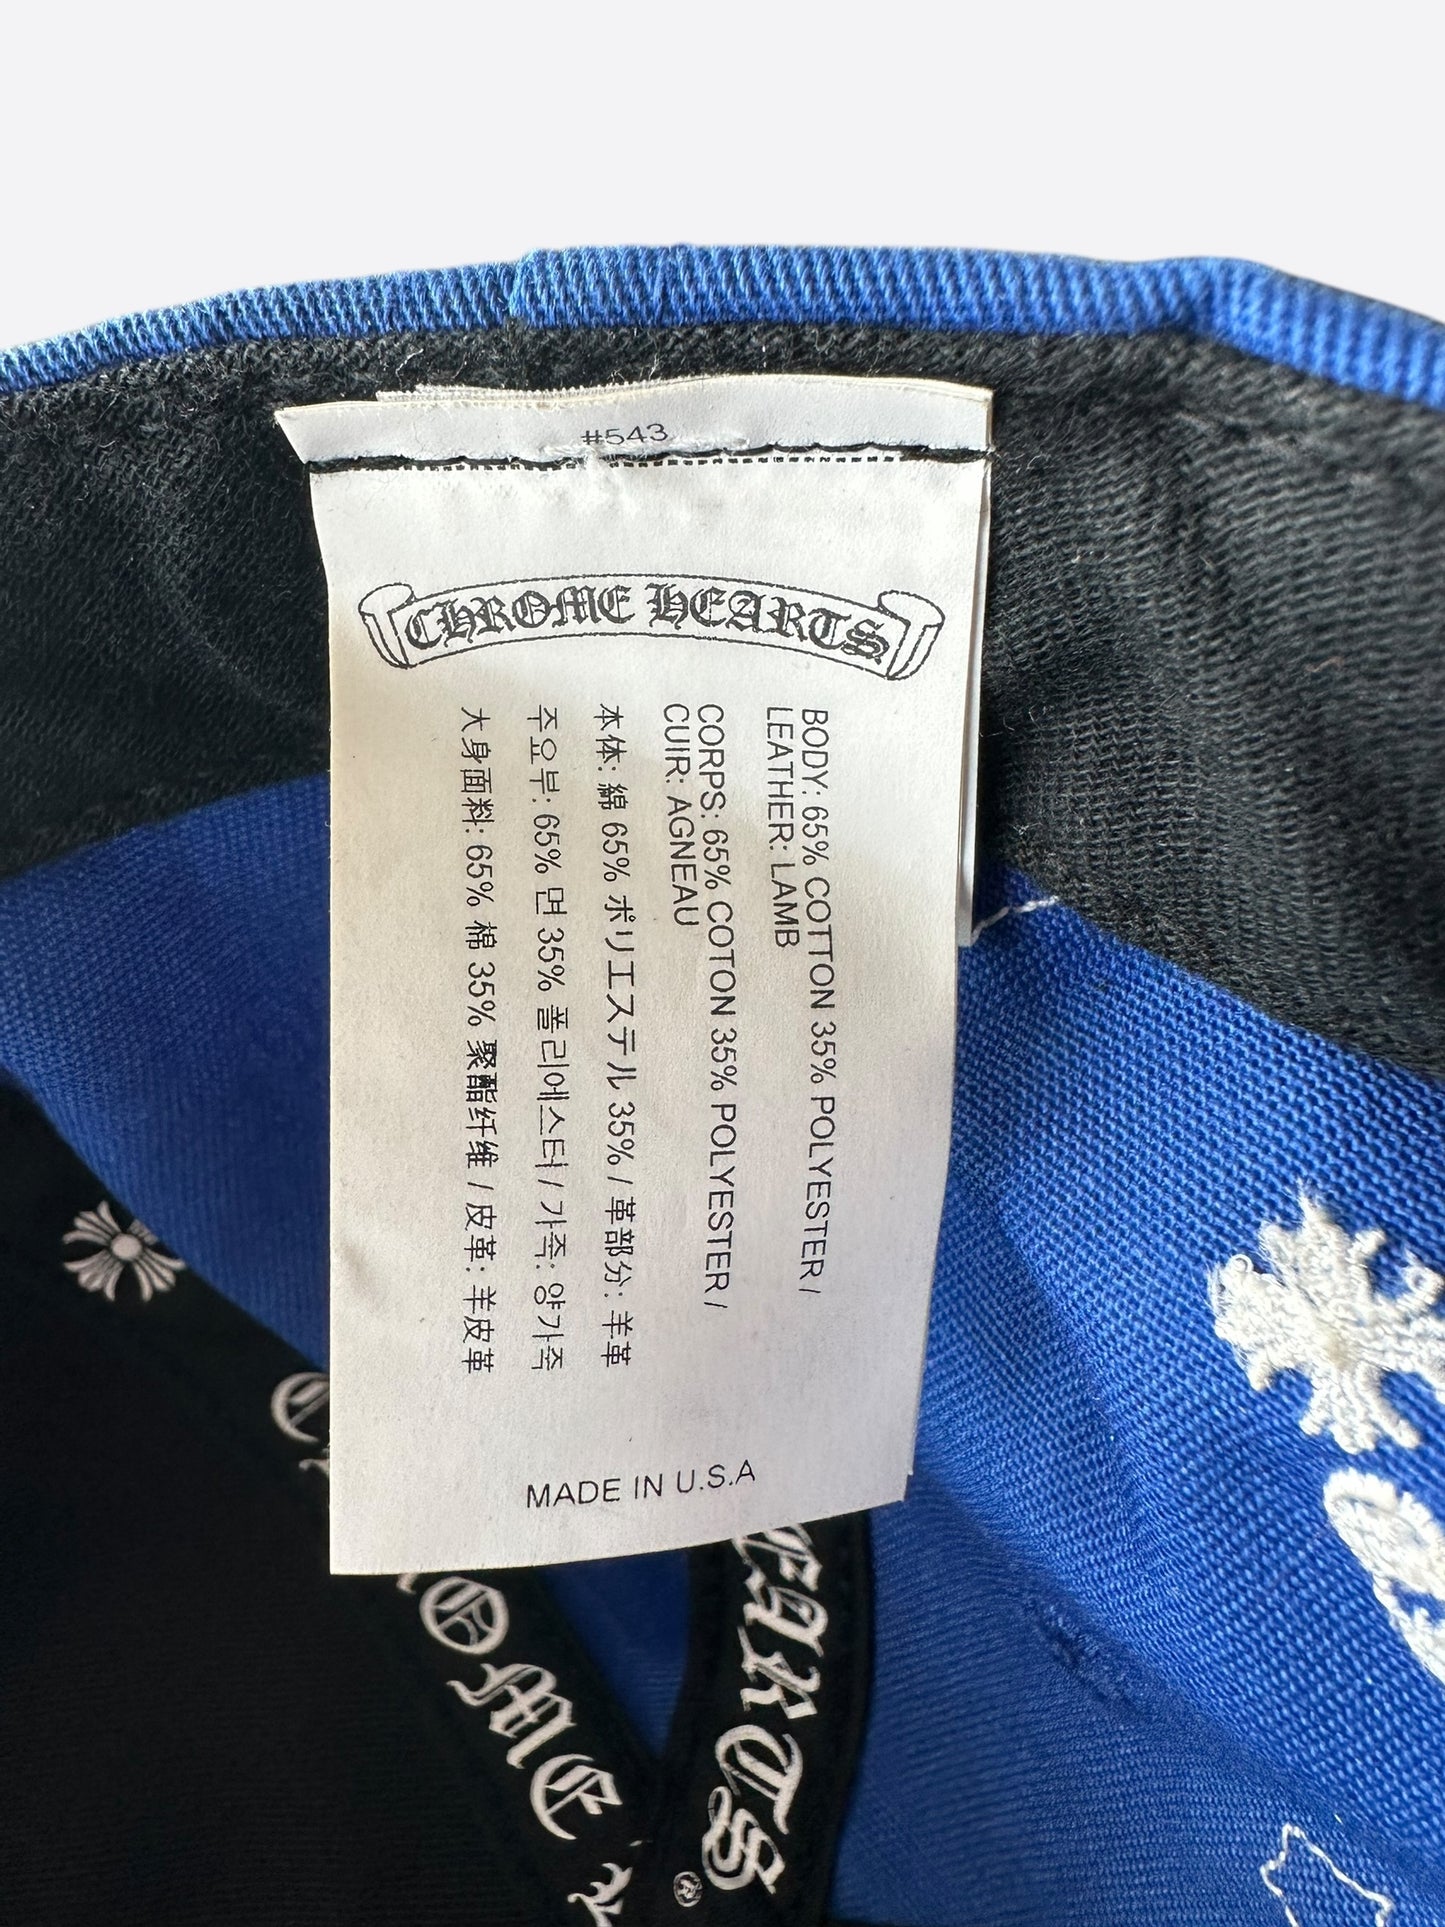 #543
CHROME HEARTS
BODY: 65% COTTON 35% POLYESTER /
LEATHER: LAMB
CORPS: 65% COTON 35% POLYESTER /
CUIR: AGNEAU
本体: 綿 65% ポリエステル 35% / 革部分: 羊革
주요부: 65% 면 35% 폴리에스터 / 가죽: 양가죽
大身面料: 65% 棉 35% 聚酯纤维 / 皮革: 羊皮革
MADE IN U.S.A
CHROME
HEARTS®